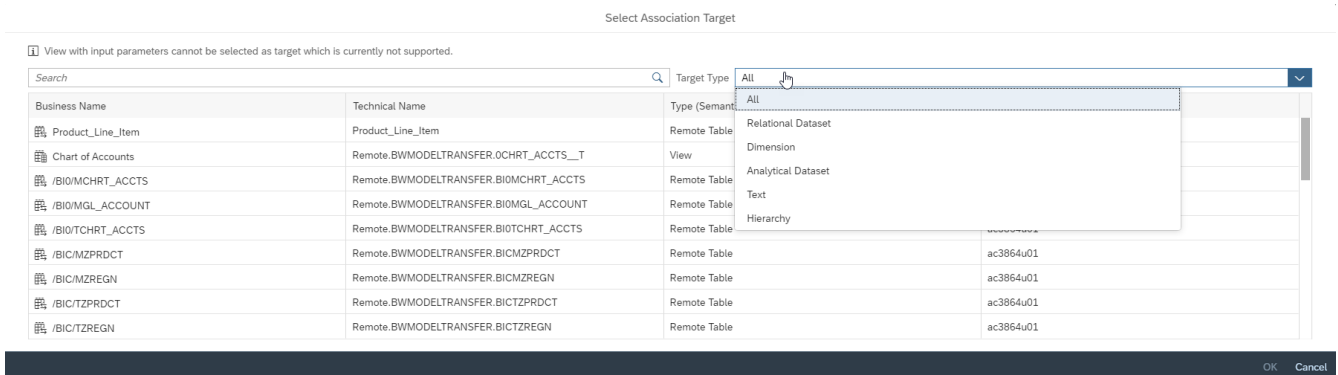 Select Association Target
View with input parameters cannot be selected as target which is currently not supported.
Search Target Type All
Business Name Technical Name Type (Semant
All
Relational Dataset
Dimension
Analytical Dataset
Text
Hierarchy
Product_Line_Item Product_Line_Item Remote Table
Chart of Accounts Remote.BWMODELTRANSFER.0CHRT_ACCTS__T View
/BI0/MCHRT_ACCTS Remote.BWMODELTRANSFER.BI0MCHRT_ACCTS Remote Table
/BI0/MGL_ACCOUNT Remote.BWMODELTRANSFER.BI0MGL_ACCOUNT Remote Table
/BI0/TCHRT_ACCTS Remote.BWMODELTRANSFER.BI0TCHRT_ACCTS Remote Table
/BIC/MZPRDCT Remote.BWMODELTRANSFER.BICMZPRDCT Remote Table ac3864u01
/BIC/MZREGN Remote.BWMODELTRANSFER.BICMZREGN Remote Table ac3864u01
/BIC/TZPRDCT Remote.BWMODELTRANSFER.BICTZPRDCT Remote Table ac3864u01
/BIC/TZREGN Remote.BWMODELTRANSFER.BICTZREGN Remote Table ac3864u01
OK Cancel